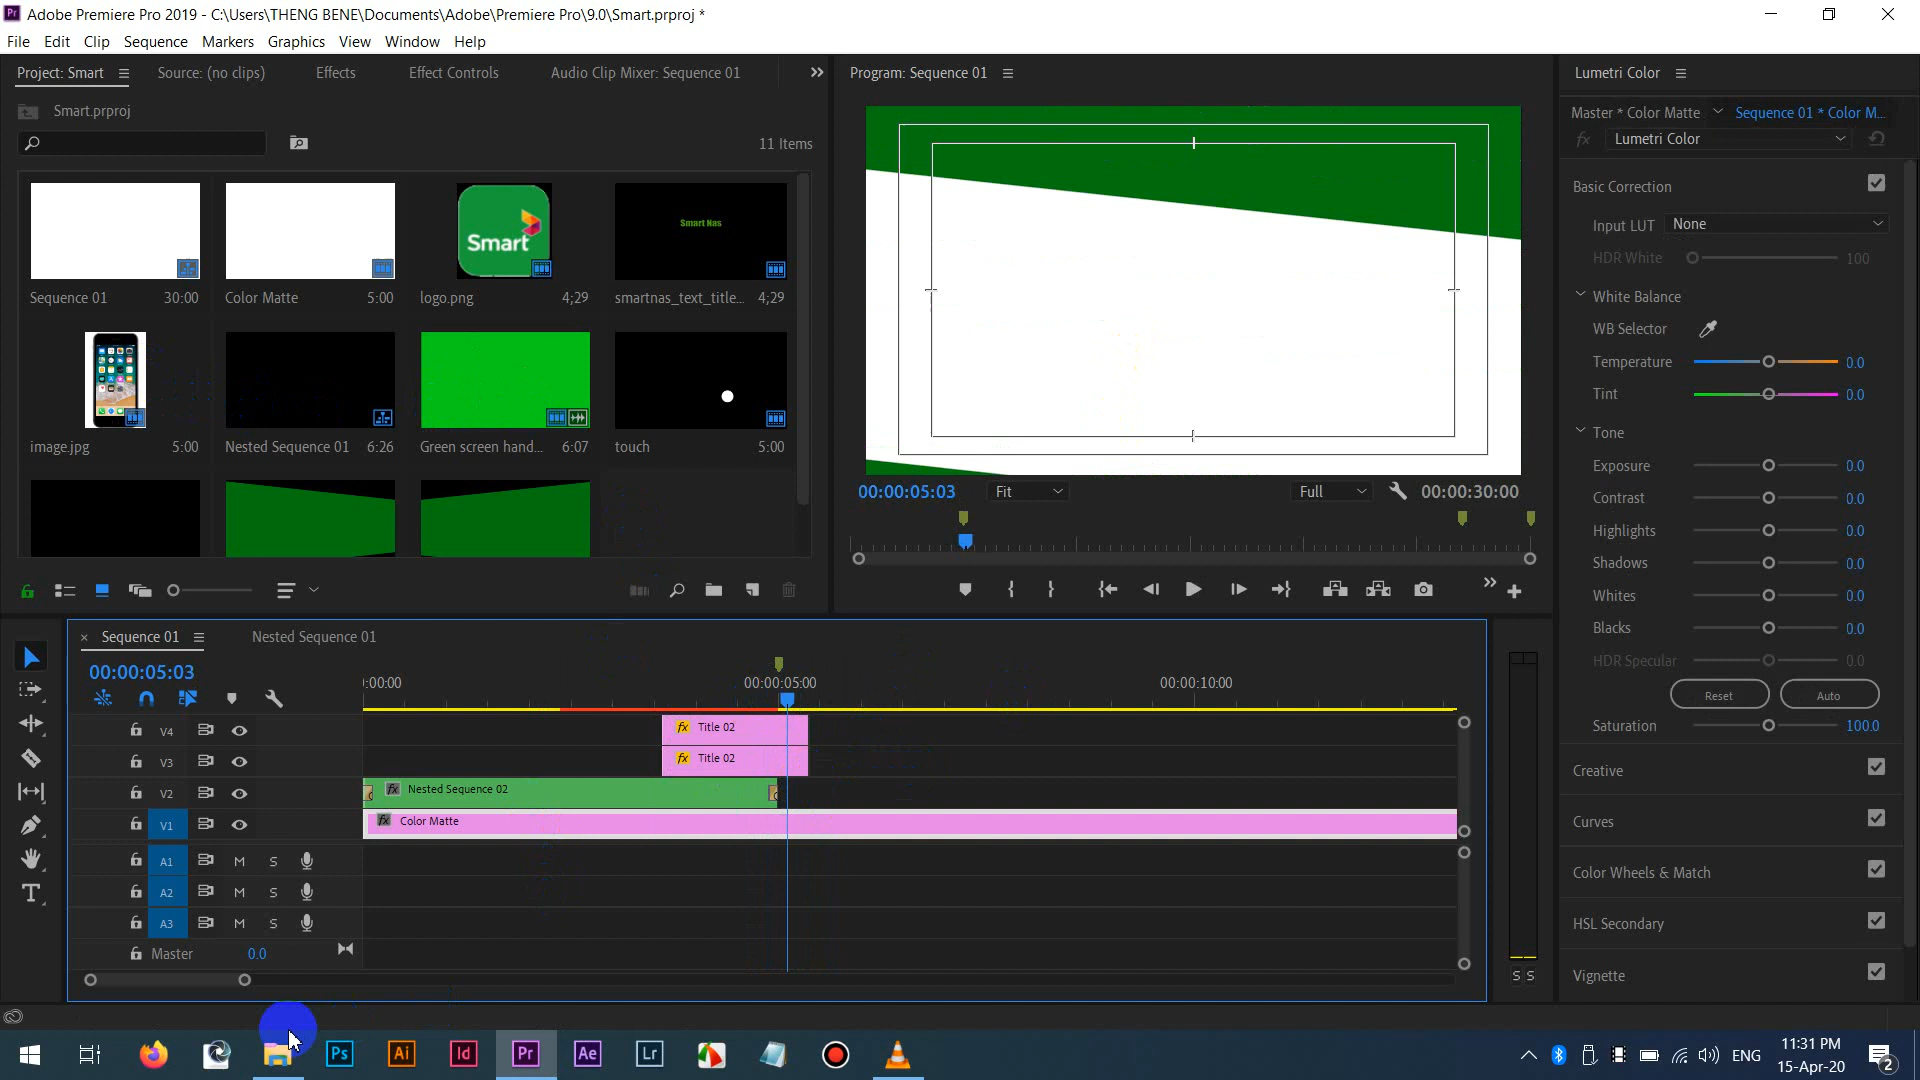 Adobe Premiere Pro 2019 - C:\Users\THENG BENE\Documents\Adobe\Premiere Pro\9.0\Smart.prproj *
File Edit Clip Sequence Markers Graphics View Window Help
Project: Smart Source: (no clips) Effects Effect Controls Audio Clip Mixer: Sequence 01
Smart.prproj
11 Items
Smart
Smart Nas
Sequence 01 30:00 Color Matte 5:00 logo.png 4;29 smartnas_text_title... 4;29
image.jpg 5:00 Nested Sequence 01 6:26 Green screen hand... 6:07 touch 5:00
Program: Sequence 01
00:00:05:03 Fit Full 00:00:30:00
Lumetri Color
Master * Color Matte Sequence 01 * Color M...
fx Lumetri Color
Basic Correction
Input LUT None
HDR White 100
White Balance
WB Selector
Temperature 0.0
Tint 0.0
Tone
Exposure 0.0
Contrast 0.0
Highlights 0.0
Shadows 0.0
Whites 0.0
Blacks 0.0
HDR Specular 0.0
Reset Auto
Saturation 100.0
Creative
Curves
Color Wheels & Match
HSL Secondary
Vignette
× Sequence 01 Nested Sequence 01
00:00:05:03
:00:00 00:00:05:00 00:00:10:00
V4 fx Title 02
V3 fx Title 02
V2 fx Nested Sequence 02
V1 fx Color Matte
A1 M S
A2 M S
A3 M S
Master 0.0
S S
Ps Ai Id Pr Ae Lr
ENG
11:31 PM
15-Apr-20
2